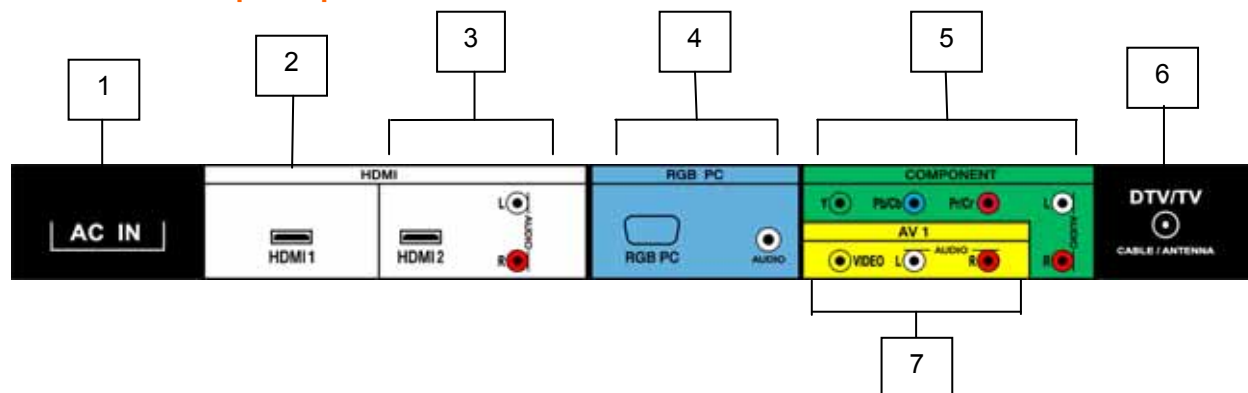 1
2
3
4
5
6
7
AC IN
HDMI
HDMI 1
HDMI 2
L
R
AUDIO
RGB PC
RGB PC
AUDIO
COMPONENT
Y
Pb/Cb
Pr/Cr
L
R
AUDIO
AV 1
VIDEO
L
AUDIO
R
DTV/TV
CABLE / ANTENNA